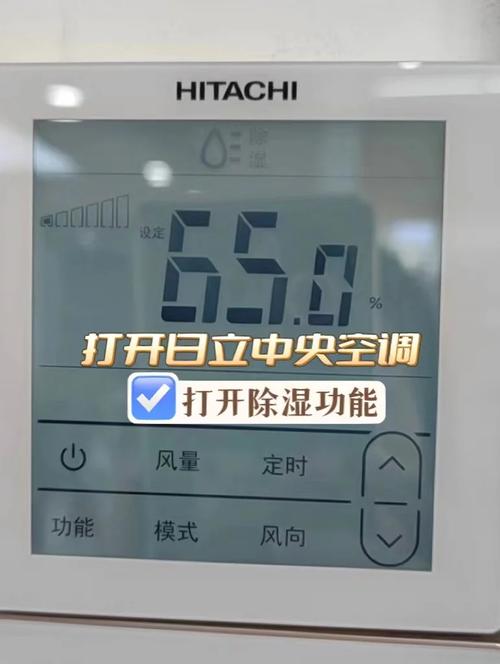 HITACHI
除
湿
设定
65.0
%
打开日立中央空调
打开除湿功能
风量 定时
功能 模式 风向